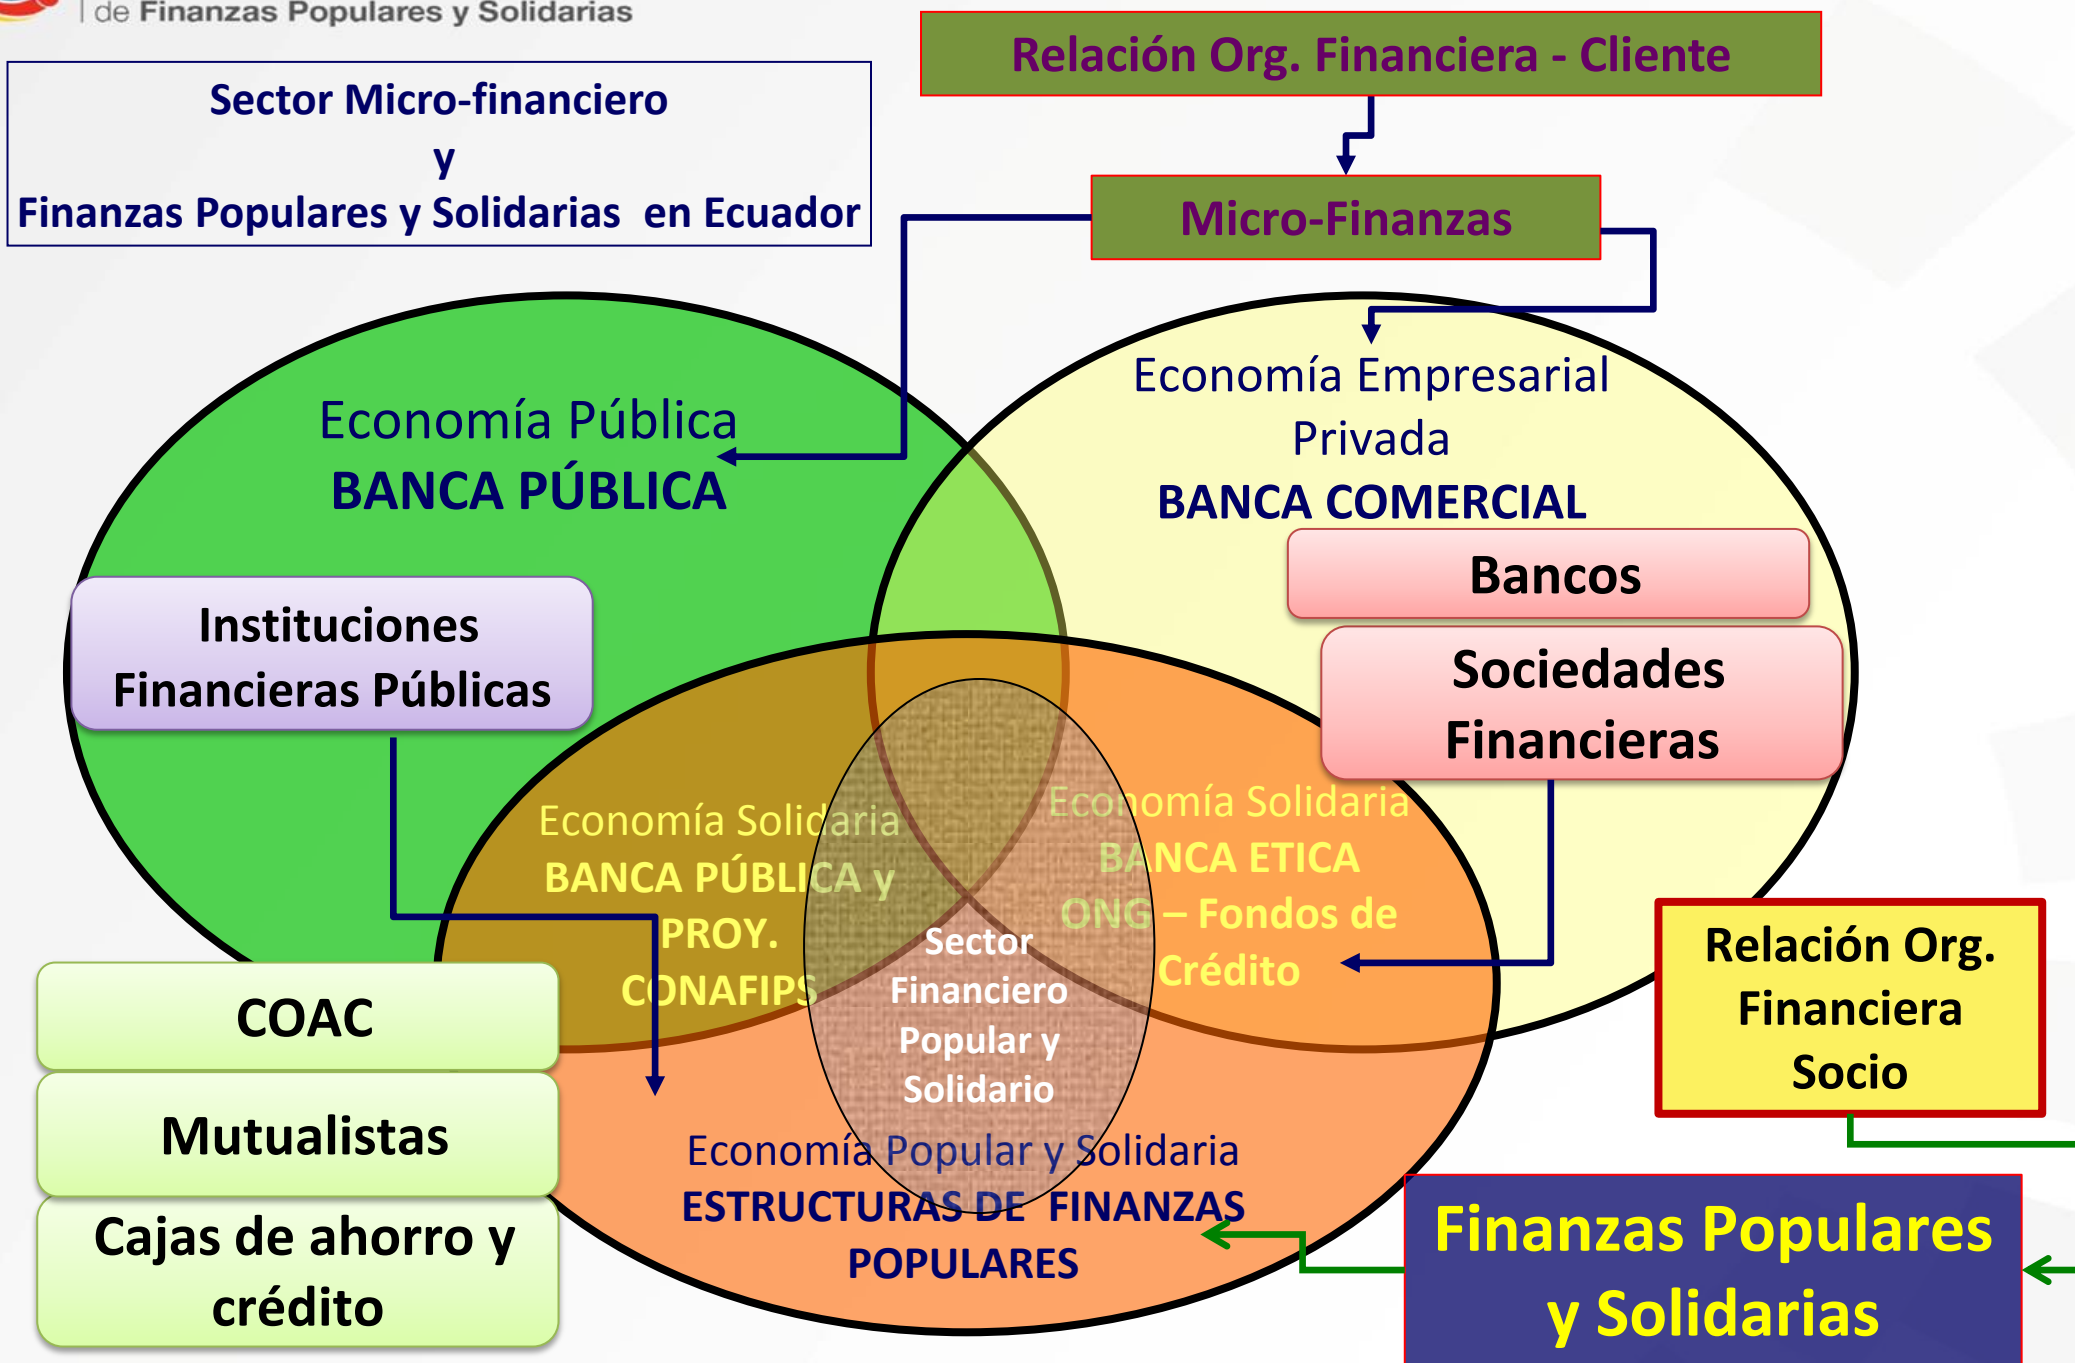 de Finanzas Populares y Solidarias
Relación Org. Financiera - Cliente
Sector Micro-financiero
y
Finanzas Populares y Solidarias en Ecuador
Micro-Finanzas
Economía Pública
BANCA PÚBLICA
Economía Empresarial
Privada
BANCA COMERCIAL
Bancos
Sociedades
Financieras
Instituciones
Financieras Públicas
Economía Solidaria
BANCA PÚBLICA y
PROY.
CONAFIPS
Economía Solidaria
BANCA ETICA
ONG – Fondos de
Crédito
Sector
Financiero
Popular y
Solidario
Relación Org.
Financiera
Socio
COAC
Mutualistas
Cajas de ahorro y
crédito
Economía Popular y Solidaria
ESTRUCTURAS DE FINANZAS
POPULARES
Finanzas Populares
y Solidarias